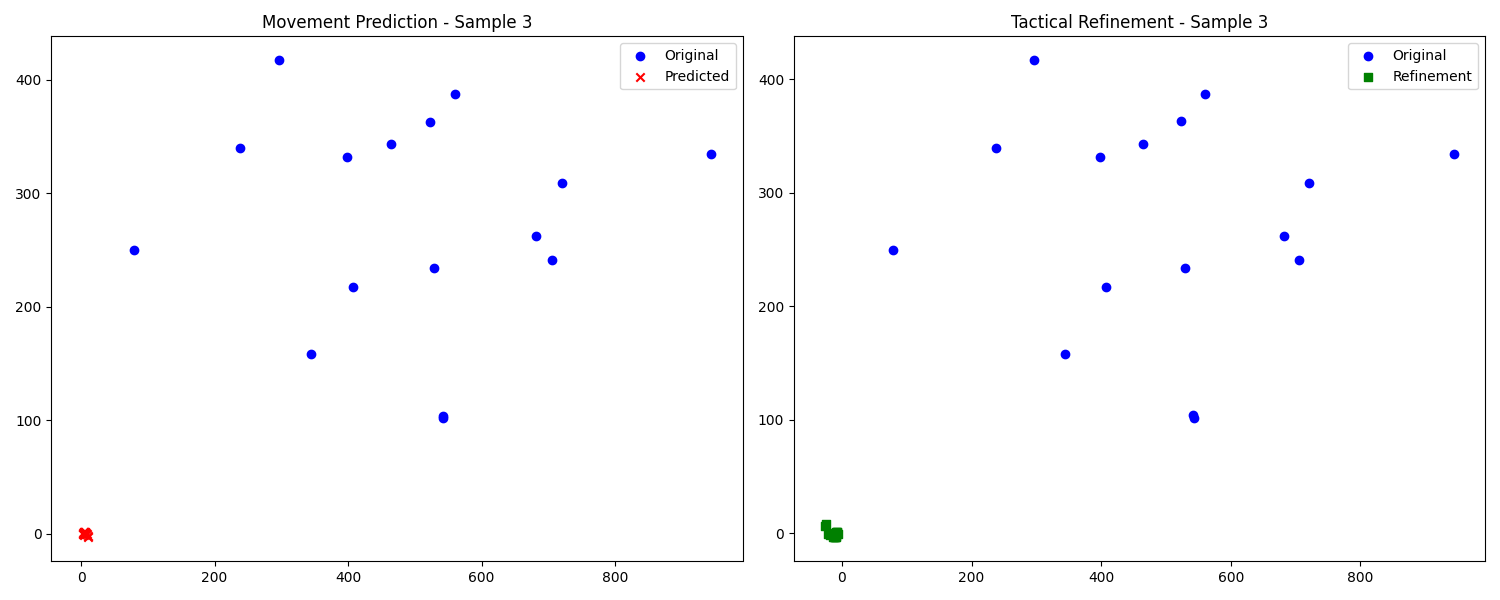 Movement Prediction - Sample 3
Original
Predicted
400
300
200
100
0
0 200 400 600 800
Tactical Refinement - Sample 3
Original
Refinement
400
300
200
100
0
0 200 400 600 800